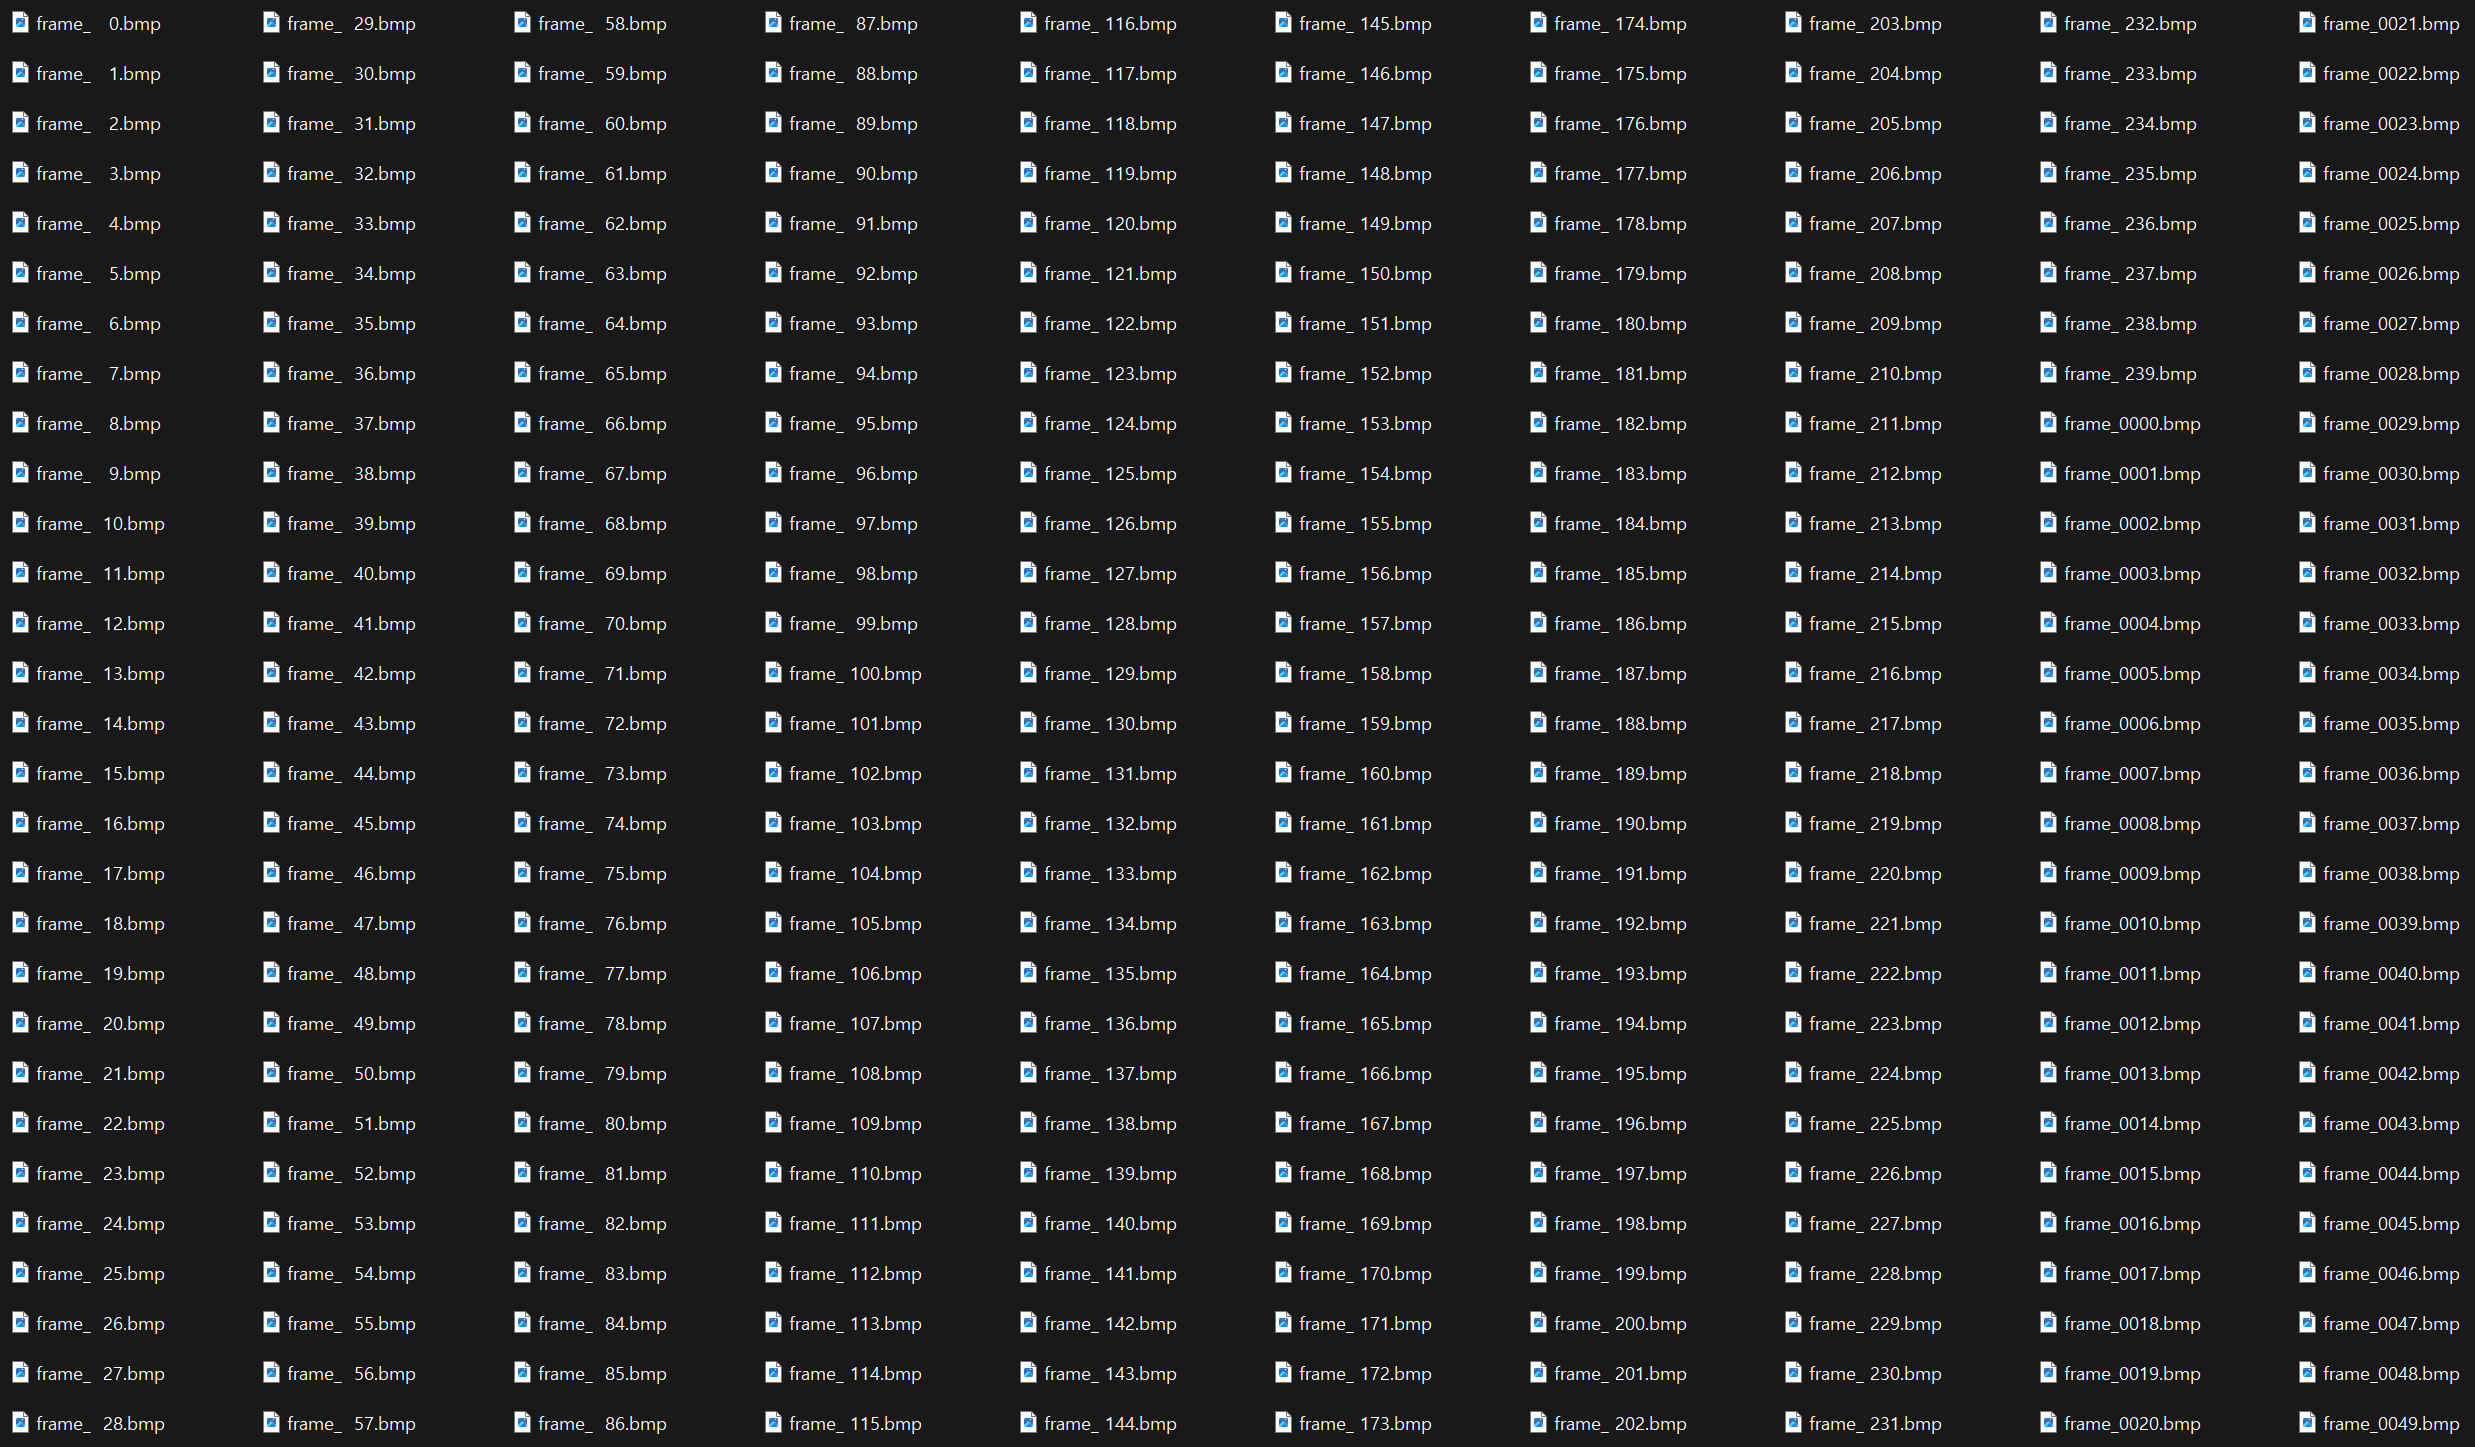 frame_   0.bmp
frame_   1.bmp
frame_   2.bmp
frame_   3.bmp
frame_   4.bmp
frame_   5.bmp
frame_   6.bmp
frame_   7.bmp
frame_   8.bmp
frame_   9.bmp
frame_  10.bmp
frame_  11.bmp
frame_  12.bmp
frame_  13.bmp
frame_  14.bmp
frame_  15.bmp
frame_  16.bmp
frame_  17.bmp
frame_  18.bmp
frame_  19.bmp
frame_  20.bmp
frame_  21.bmp
frame_  22.bmp
frame_  23.bmp
frame_  24.bmp
frame_  25.bmp
frame_  26.bmp
frame_  27.bmp
frame_  28.bmp
frame_  29.bmp
frame_  30.bmp
frame_  31.bmp
frame_  32.bmp
frame_  33.bmp
frame_  34.bmp
frame_  35.bmp
frame_  36.bmp
frame_  37.bmp
frame_  38.bmp
frame_  39.bmp
frame_  40.bmp
frame_  41.bmp
frame_  42.bmp
frame_  43.bmp
frame_  44.bmp
frame_  45.bmp
frame_  46.bmp
frame_  47.bmp
frame_  48.bmp
frame_  49.bmp
frame_  50.bmp
frame_  51.bmp
frame_  52.bmp
frame_  53.bmp
frame_  54.bmp
frame_  55.bmp
frame_  56.bmp
frame_  57.bmp
frame_  58.bmp
frame_  59.bmp
frame_  60.bmp
frame_  61.bmp
frame_  62.bmp
frame_  63.bmp
frame_  64.bmp
frame_  65.bmp
frame_  66.bmp
frame_  67.bmp
frame_  68.bmp
frame_  69.bmp
frame_  70.bmp
frame_  71.bmp
frame_  72.bmp
frame_  73.bmp
frame_  74.bmp
frame_  75.bmp
frame_  76.bmp
frame_  77.bmp
frame_  78.bmp
frame_  79.bmp
frame_  80.bmp
frame_  81.bmp
frame_  82.bmp
frame_  83.bmp
frame_  84.bmp
frame_  85.bmp
frame_  86.bmp
frame_  87.bmp
frame_  88.bmp
frame_  89.bmp
frame_  90.bmp
frame_  91.bmp
frame_  92.bmp
frame_  93.bmp
frame_  94.bmp
frame_  95.bmp
frame_  96.bmp
frame_  97.bmp
frame_  98.bmp
frame_  99.bmp
frame_ 100.bmp
frame_ 101.bmp
frame_ 102.bmp
frame_ 103.bmp
frame_ 104.bmp
frame_ 105.bmp
frame_ 106.bmp
frame_ 107.bmp
frame_ 108.bmp
frame_ 109.bmp
frame_ 110.bmp
frame_ 111.bmp
frame_ 112.bmp
frame_ 113.bmp
frame_ 114.bmp
frame_ 115.bmp
frame_ 116.bmp
frame_ 117.bmp
frame_ 118.bmp
frame_ 119.bmp
frame_ 120.bmp
frame_ 121.bmp
frame_ 122.bmp
frame_ 123.bmp
frame_ 124.bmp
frame_ 125.bmp
frame_ 126.bmp
frame_ 127.bmp
frame_ 128.bmp
frame_ 129.bmp
frame_ 130.bmp
frame_ 131.bmp
frame_ 132.bmp
frame_ 133.bmp
frame_ 134.bmp
frame_ 135.bmp
frame_ 136.bmp
frame_ 137.bmp
frame_ 138.bmp
frame_ 139.bmp
frame_ 140.bmp
frame_ 141.bmp
frame_ 142.bmp
frame_ 143.bmp
frame_ 144.bmp
frame_ 145.bmp
frame_ 146.bmp
frame_ 147.bmp
frame_ 148.bmp
frame_ 149.bmp
frame_ 150.bmp
frame_ 151.bmp
frame_ 152.bmp
frame_ 153.bmp
frame_ 154.bmp
frame_ 155.bmp
frame_ 156.bmp
frame_ 157.bmp
frame_ 158.bmp
frame_ 159.bmp
frame_ 160.bmp
frame_ 161.bmp
frame_ 162.bmp
frame_ 163.bmp
frame_ 164.bmp
frame_ 165.bmp
frame_ 166.bmp
frame_ 167.bmp
frame_ 168.bmp
frame_ 169.bmp
frame_ 170.bmp
frame_ 171.bmp
frame_ 172.bmp
frame_ 173.bmp
frame_ 174.bmp
frame_ 175.bmp
frame_ 176.bmp
frame_ 177.bmp
frame_ 178.bmp
frame_ 179.bmp
frame_ 180.bmp
frame_ 181.bmp
frame_ 182.bmp
frame_ 183.bmp
frame_ 184.bmp
frame_ 185.bmp
frame_ 186.bmp
frame_ 187.bmp
frame_ 188.bmp
frame_ 189.bmp
frame_ 190.bmp
frame_ 191.bmp
frame_ 192.bmp
frame_ 193.bmp
frame_ 194.bmp
frame_ 195.bmp
frame_ 196.bmp
frame_ 197.bmp
frame_ 198.bmp
frame_ 199.bmp
frame_ 200.bmp
frame_ 201.bmp
frame_ 202.bmp
frame_ 203.bmp
frame_ 204.bmp
frame_ 205.bmp
frame_ 206.bmp
frame_ 207.bmp
frame_ 208.bmp
frame_ 209.bmp
frame_ 210.bmp
frame_ 211.bmp
frame_ 212.bmp
frame_ 213.bmp
frame_ 214.bmp
frame_ 215.bmp
frame_ 216.bmp
frame_ 217.bmp
frame_ 218.bmp
frame_ 219.bmp
frame_ 220.bmp
frame_ 221.bmp
frame_ 222.bmp
frame_ 223.bmp
frame_ 224.bmp
frame_ 225.bmp
frame_ 226.bmp
frame_ 227.bmp
frame_ 228.bmp
frame_ 229.bmp
frame_ 230.bmp
frame_ 231.bmp
frame_ 232.bmp
frame_ 233.bmp
frame_ 234.bmp
frame_ 235.bmp
frame_ 236.bmp
frame_ 237.bmp
frame_ 238.bmp
frame_ 239.bmp
frame_0000.bmp
frame_0001.bmp
frame_0002.bmp
frame_0003.bmp
frame_0004.bmp
frame_0005.bmp
frame_0006.bmp
frame_0007.bmp
frame_0008.bmp
frame_0009.bmp
frame_0010.bmp
frame_0011.bmp
frame_0012.bmp
frame_0013.bmp
frame_0014.bmp
frame_0015.bmp
frame_0016.bmp
frame_0017.bmp
frame_0018.bmp
frame_0019.bmp
frame_0020.bmp
frame_0021.bmp
frame_0022.bmp
frame_0023.bmp
frame_0024.bmp
frame_0025.bmp
frame_0026.bmp
frame_0027.bmp
frame_0028.bmp
frame_0029.bmp
frame_0030.bmp
frame_0031.bmp
frame_0032.bmp
frame_0033.bmp
frame_0034.bmp
frame_0035.bmp
frame_0036.bmp
frame_0037.bmp
frame_0038.bmp
frame_0039.bmp
frame_0040.bmp
frame_0041.bmp
frame_0042.bmp
frame_0043.bmp
frame_0044.bmp
frame_0045.bmp
frame_0046.bmp
frame_0047.bmp
frame_0048.bmp
frame_0049.bmp